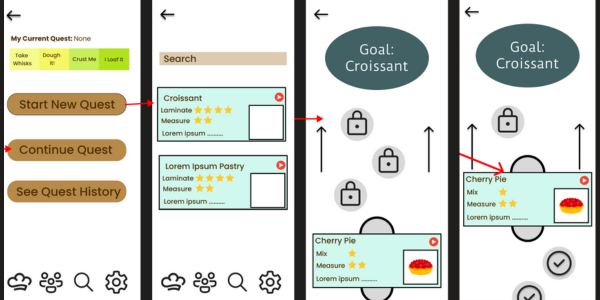 My Current Quest: None
Take Whisks
Dough it!
Crust Me
I Loaf It
Start New Quest
Continue Quest
See Quest History
Search
Croissant
Laminate
Measure
Lorem ipsum ..........
Lorem Ipsum Pastry
Laminate
Measure
Lorem ipsum ..........
Goal:
Croissant
Cherry Pie
Mix
Measure
Lorem ipsum ..........
Goal:
Croissant
Cherry Pie
Mix
Measure
Lorem ipsum ..........